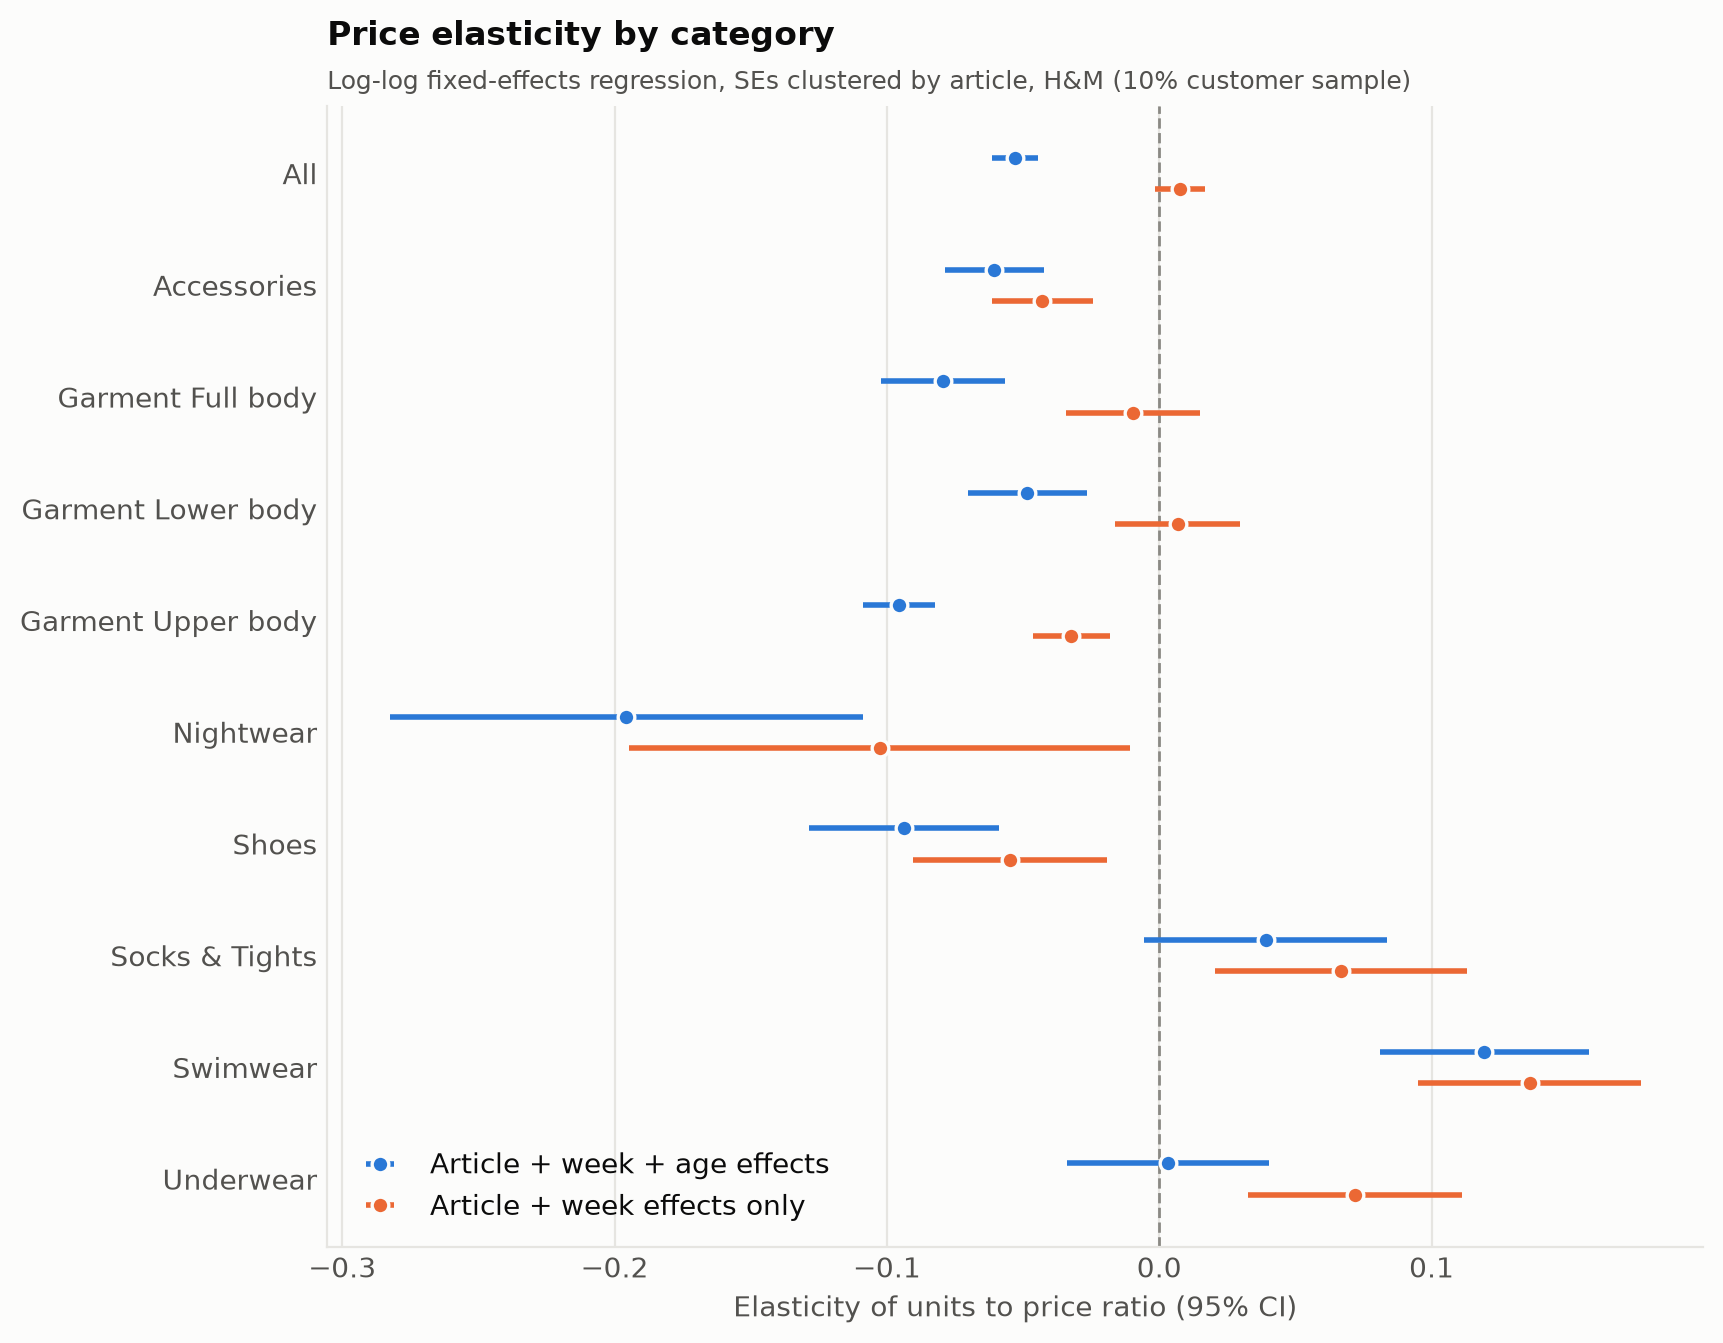 Price elasticity by category
Log-log fixed-effects regression, SEs clustered by article, H&M (10% customer sample)
All
Accessories
Garment Full body
Garment Lower body
Garment Upper body
Nightwear
Shoes
Socks & Tights
Swimwear
Underwear
Article + week + age effects
Article + week effects only
−0.3 −0.2 −0.1 0.0 0.1
Elasticity of units to price ratio (95% CI)